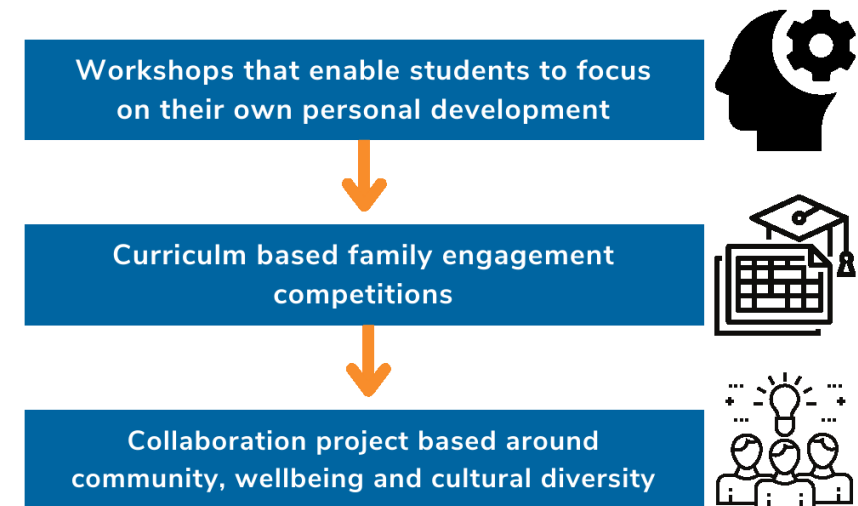 Workshops that enable students to focus
on their own personal development
Curriculm based family engagement
competitions
Collaboration project based around
community, wellbeing and cultural diversity